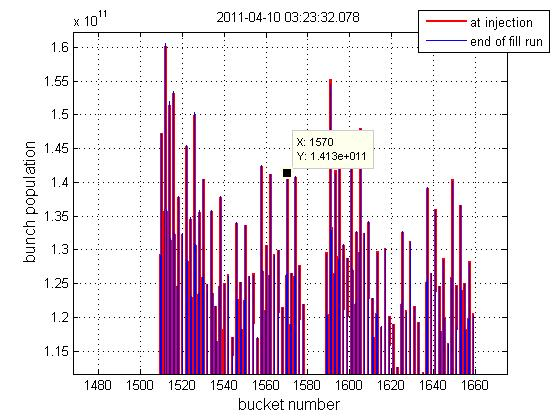 2011-04-10 03:23:32.078
x 10^11
at injection
end of fill run
1.6
1.55
1.5
1.45
1.4
1.35
1.3
1.25
1.2
1.15
bunch population
X: 1570
Y: 1.413e+011
1480 1500 1520 1540 1560 1580 1600 1620 1640 1660
bucket number